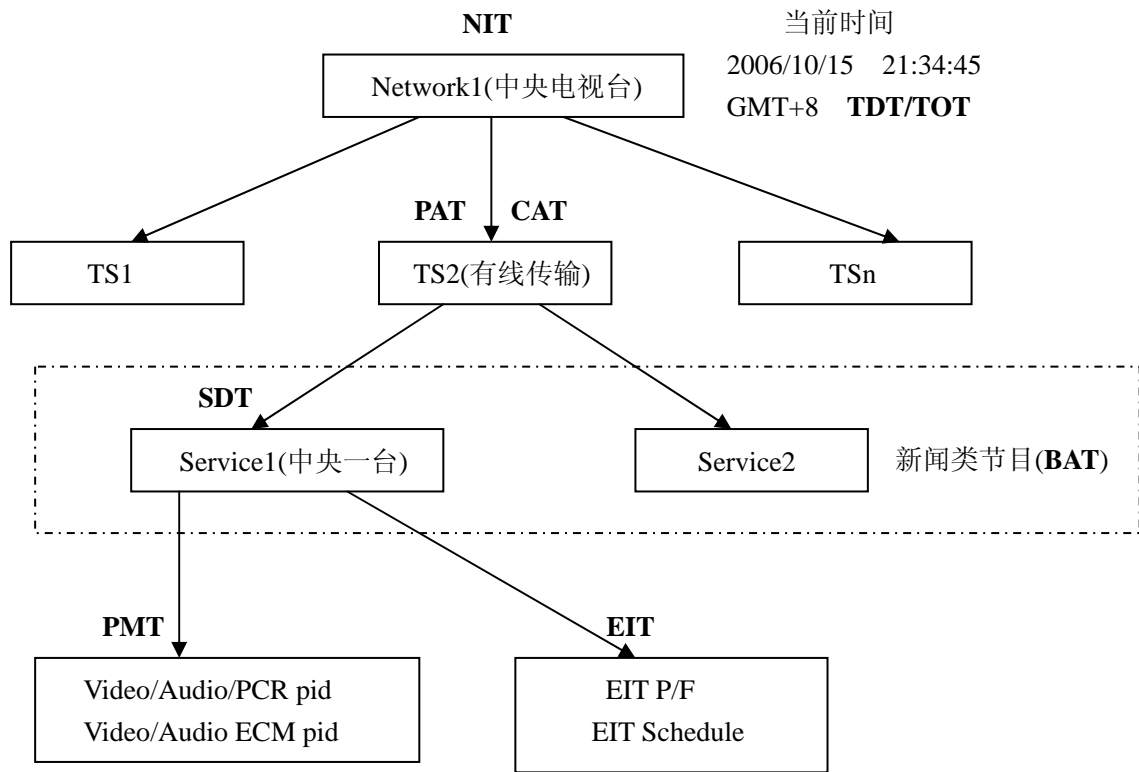 NIT
当前时间
2006/10/15 21:34:45
GMT+8 TDT/TOT
Network1(中央电视台)
PAT CAT
TS1
TS2(有线传输)
TSn
SDT
Service1(中央一台)
Service2
新闻类节目(BAT)
PMT
EIT
Video/Audio/PCR pid
Video/Audio ECM pid
EIT P/F
EIT Schedule